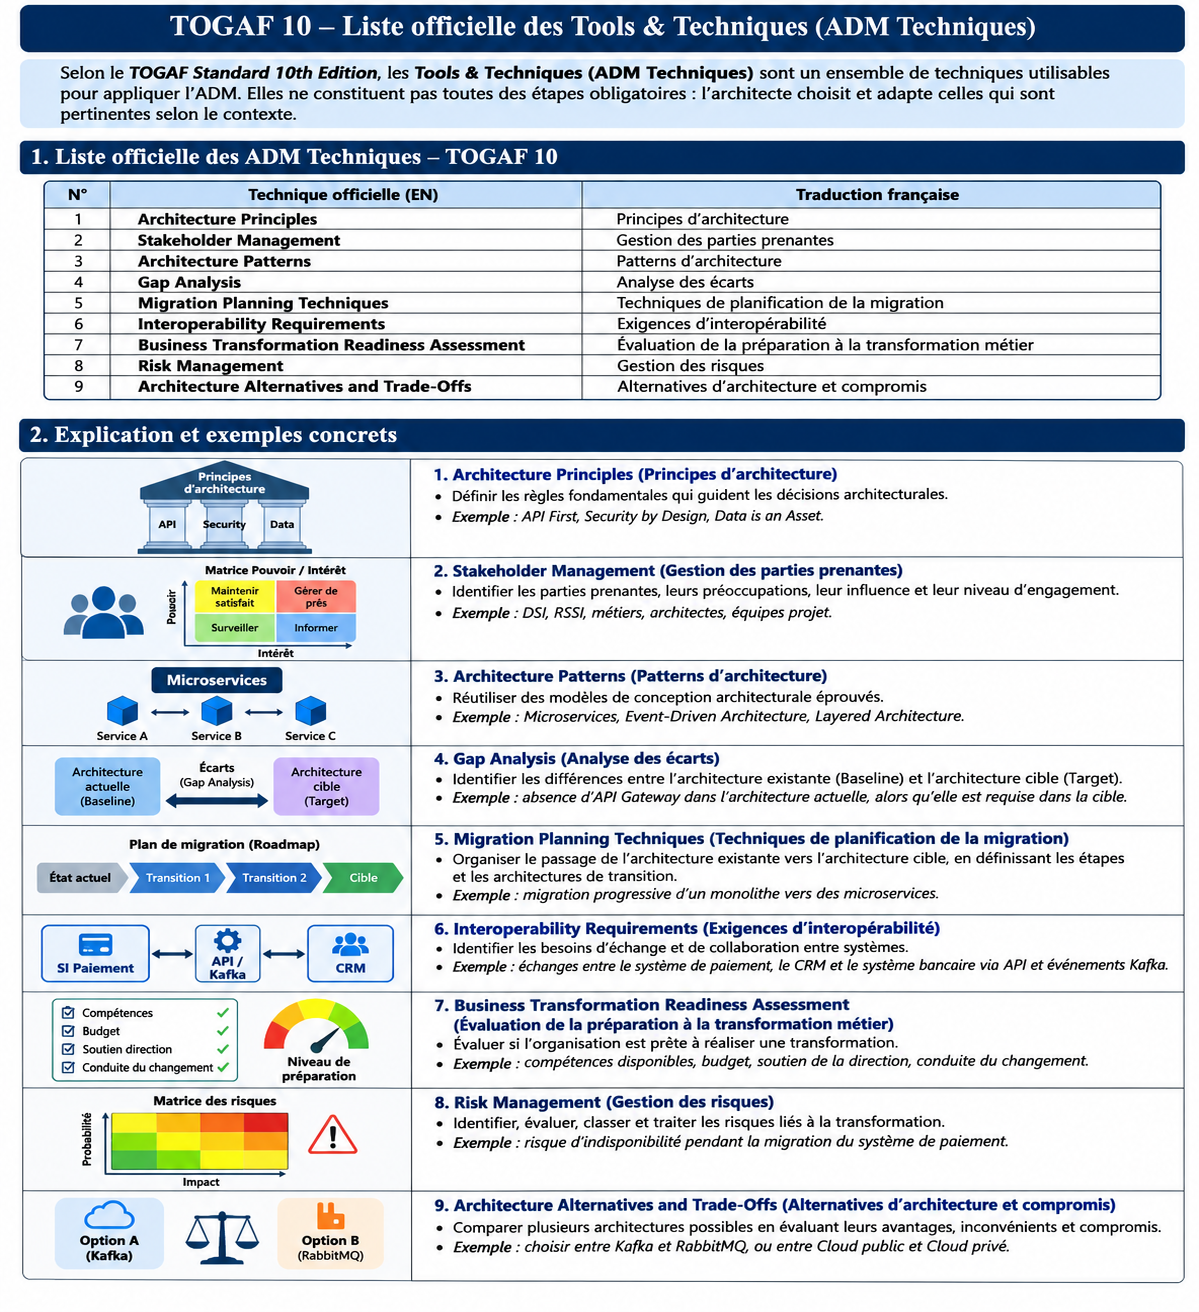 TOGAF 10 – Liste officielle des Tools & Techniques (ADM Techniques)
Selon le TOGAF Standard 10th Edition, les Tools & Techniques (ADM Techniques) sont un ensemble de techniques utilisables
pour appliquer l’ADM. Elles ne constituent pas toutes des étapes obligatoires : l’architecte choisit et adapte celles qui sont
pertinentes selon le contexte.
1. Liste officielle des ADM Techniques – TOGAF 10
N° Technique officielle (EN) Traduction française
1 Architecture Principles Principes d’architecture
2 Stakeholder Management Gestion des parties prenantes
3 Architecture Patterns Patterns d’architecture
4 Gap Analysis Analyse des écarts
5 Migration Planning Techniques Techniques de planification de la migration
6 Interoperability Requirements Exigences d’interopérabilité
7 Business Transformation Readiness Assessment Évaluation de la préparation à la transformation métier
8 Risk Management Gestion des risques
9 Architecture Alternatives and Trade-Offs Alternatives d’architecture et compromis
2. Explication et exemples concrets
Principes
d’architecture
API Security Data
1. Architecture Principles (Principes d’architecture)
• Définir les règles fondamentales qui guident les décisions architecturales.
• Exemple : API First, Security by Design, Data is an Asset.
Matrice Pouvoir / Intérêt
Pouvoir
Maintenir
satisfait
Gérer de
prés
Surveiller
Informer
Intérêt
2. Stakeholder Management (Gestion des parties prenantes)
• Identifier les parties prenantes, leurs préoccupations, leur influence et leur niveau d’engagement.
• Exemple : DSI, RSSI, métiers, architectes, équipes projet.
Microservices
Service A Service B Service C
3. Architecture Patterns (Patterns d’architecture)
• Réutiliser des modèles de conception architecturale éprouvés.
• Exemple : Microservices, Event-Driven Architecture, Layered Architecture.
Architecture
actuelle
(Baseline)
Écarts
(Gap Analysis)
Architecture
cible
(Target)
4. Gap Analysis (Analyse des écarts)
• Identifier les différences entre l’architecture existante (Baseline) et l’architecture cible (Target).
• Exemple : absence d’API Gateway dans l’architecture actuelle, alors qu’elle est requise dans la cible.
Plan de migration (Roadmap)
État actuel Transition 1 Transition 2 Cible
5. Migration Planning Techniques (Techniques de planification de la migration)
• Organiser le passage de l’architecture existante vers l’architecture cible, en définissant les étapes
et les architectures de transition.
• Exemple : migration progressive d’un monolithe vers des microservices.
SI Paiement
API /
Kafka
CRM
6. Interoperability Requirements (Exigences d’interopérabilité)
• Identifier les besoins d’échange et de collaboration entre systèmes.
• Exemple : échanges entre le système de paiement, le CRM et le système bancaire via API et événements Kafka.
Compétences
Budget
Soutien direction
Conduite du changement
Niveau de
préparation
7. Business Transformation Readiness Assessment
(Évaluation de la préparation à la transformation métier)
• Évaluer si l’organisation est prête à réaliser une transformation.
• Exemple : compétences disponibles, budget, soutien de la direction, conduite du changement.
Matrice des risques
Probabilité
Impact
8. Risk Management (Gestion des risques)
• Identifier, évaluer, classer et traiter les risques liés à la transformation.
• Exemple : risque d’indisponibilité pendant la migration du système de paiement.
Option A
(Kafka)
Option B
(RabbitMQ)
9. Architecture Alternatives and Trade-Offs (Alternatives d’architecture et compromis)
• Comparer plusieurs architectures possibles en évaluant leurs avantages, inconvénients et compromis.
• Exemple : choisir entre Kafka et RabbitMQ, ou entre Cloud public et Cloud privé.